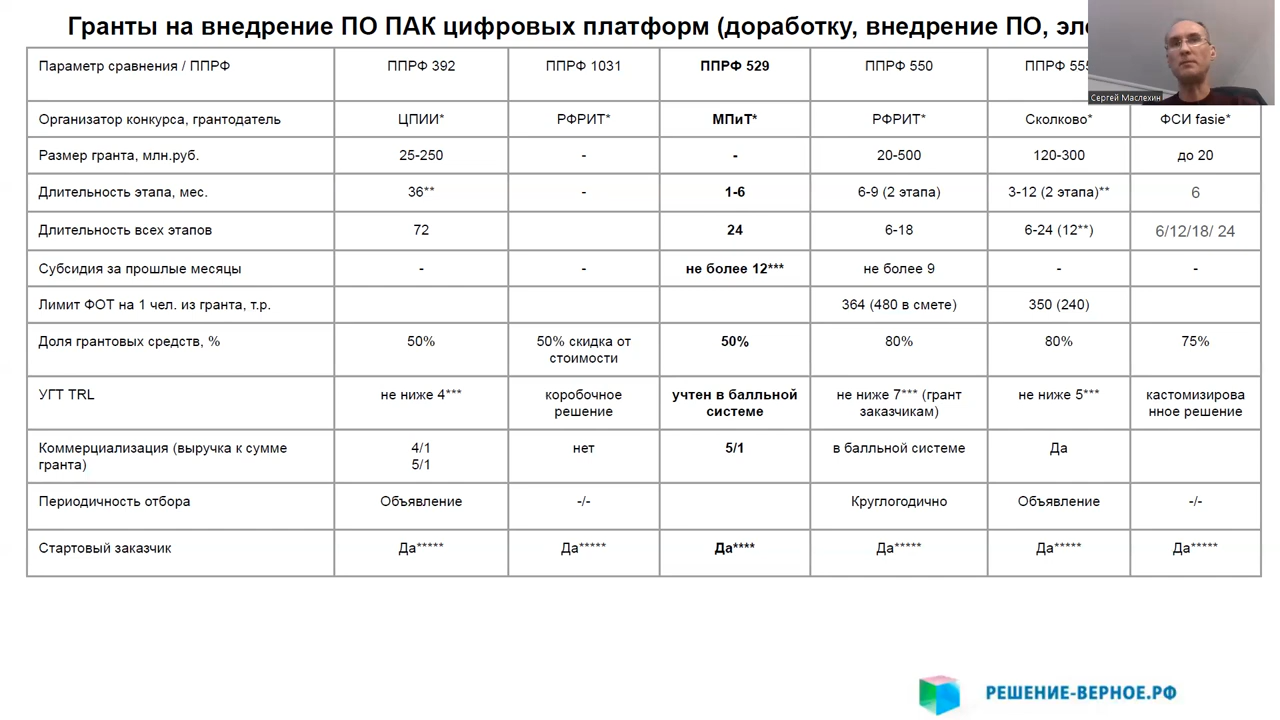 Гранты на внедрение ПО ПАК цифровых платформ (доработку, внедрение ПО,
Сергей Маслехин
Параметр сравнения / ППРФ ППРФ 392 ППРФ 1031 ППРФ 529 ППРФ 550 ППРФ 555
Организатор конкурса, грантодатель ЦПИИ* РФРИТ* МПиТ* РФРИТ* Сколково* ФСИ fasie*
Размер гранта, млн.руб. 25-250 - - 20-500 120-300 до 20
Длительность этапа, мес. 36** - 1-6 6-9 (2 этапа) 3-12 (2 этапа)** 6
Длительность всех этапов 72 24 6-18 6-24 (12**) 6/12/18/ 24
Субсидия за прошлые месяцы - - не более 12*** не более 9 - -
Лимит ФОТ на 1 чел. из гранта, т.р. 364 (480 в смете) 350 (240)
Доля грантовых средств, % 50% 50% скидка от 50% 80% 80% 75%
стоимости
УГТ TRL не ниже 4*** коробочное учтен в балльной не ниже 7*** (грант не ниже 5*** кастомизирова
решение системе заказчикам) нное решение
Коммерциализация (выручка к сумме 4/1 нет 5/1 в балльной системе Да
гранта) 5/1
Периодичность отбора Объявление -/- Круглогодично Объявление -/-
Стартовый заказчик Да***** Да***** Да**** Да***** Да***** Да*****
РЕШЕНИЕ-ВЕРНОЕ.РФ